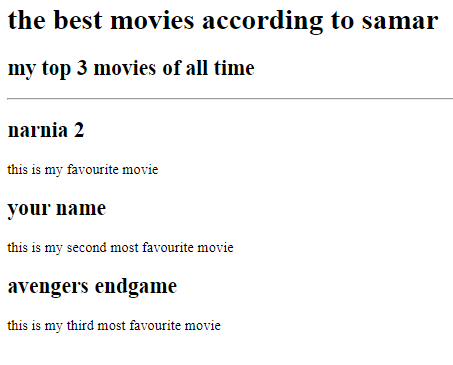 the best movies according to samar
my top 3 movies of all time
narnia 2
this is my favourite movie
your name
this is my second most favourite movie
avengers endgame
this is my third most favourite movie